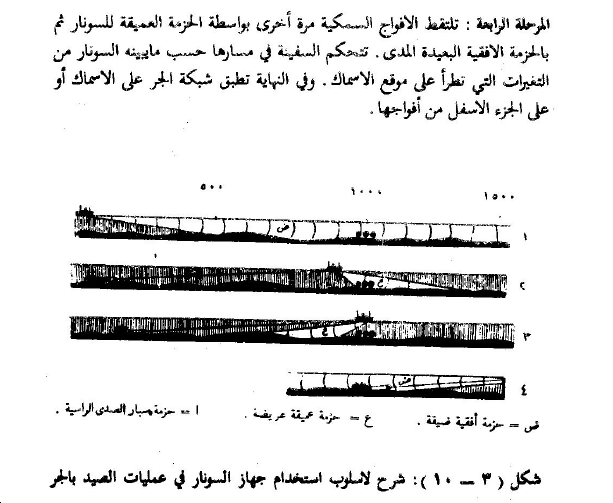 المرحلة الرابعة : تلتقط الافواج السمكية مرة أخرى بواسطة الحزمة العميقة للسونار ثم
بالحزمة الافقية البعيدة المدى . تتحكم السفينة في مسارها حسب مايبينه السونار من
التغيرات التي تطرأ على موقع الاسماك . وفي النهاية تطبق شبكة الجر على الاسماك أو
على الجزء الاسفل من أفواجها .
٥٠٠ ١٠٠٠ ١٥٠٠
ض ١
ع ٢
ع ٣
ض ٤
ض = حزمة أفقية ضيقة . ع = حزمة عميقة عريضة . ا = حزمة مسبار الصدى الراسية .
شكل ( ٣ — ١٠ ) : شرح لاسلوب استخدام جهاز السونار في عمليات الصيد بالجر